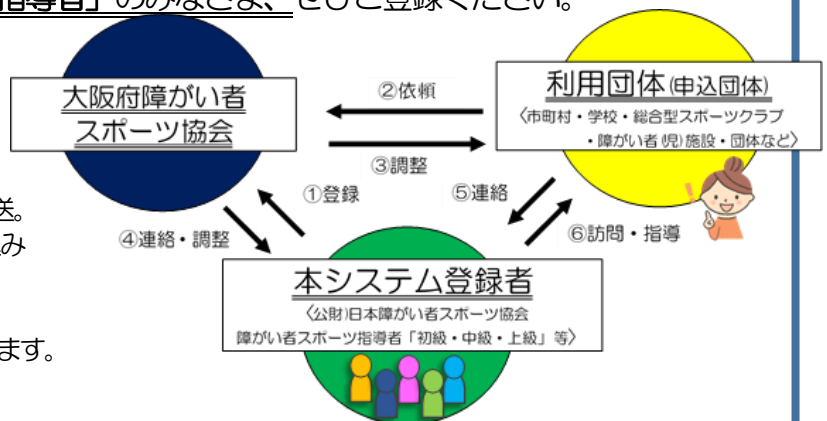 指導者」のみなさま、ぜひご登録ください。
大阪府障がい者
スポーツ協会
②依頼
③調整
利用団体(申込団体)
〈市町村・学校・総合型スポーツクラブ
・障がい者(児)施設・団体など〉
①登録
⑤連絡
④連絡・調整
⑥訪問・指導
送。
み
ます。
本システム登録者
〈公財)日本障がい者スポーツ協会
障がい者スポーツ指導者「初級・中級・上級」等〉